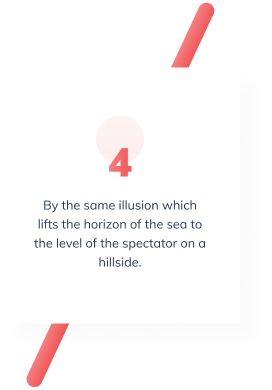 4
By the same illusion which
lifts the horizon of the sea to
the level of the spectator on a
hillside.